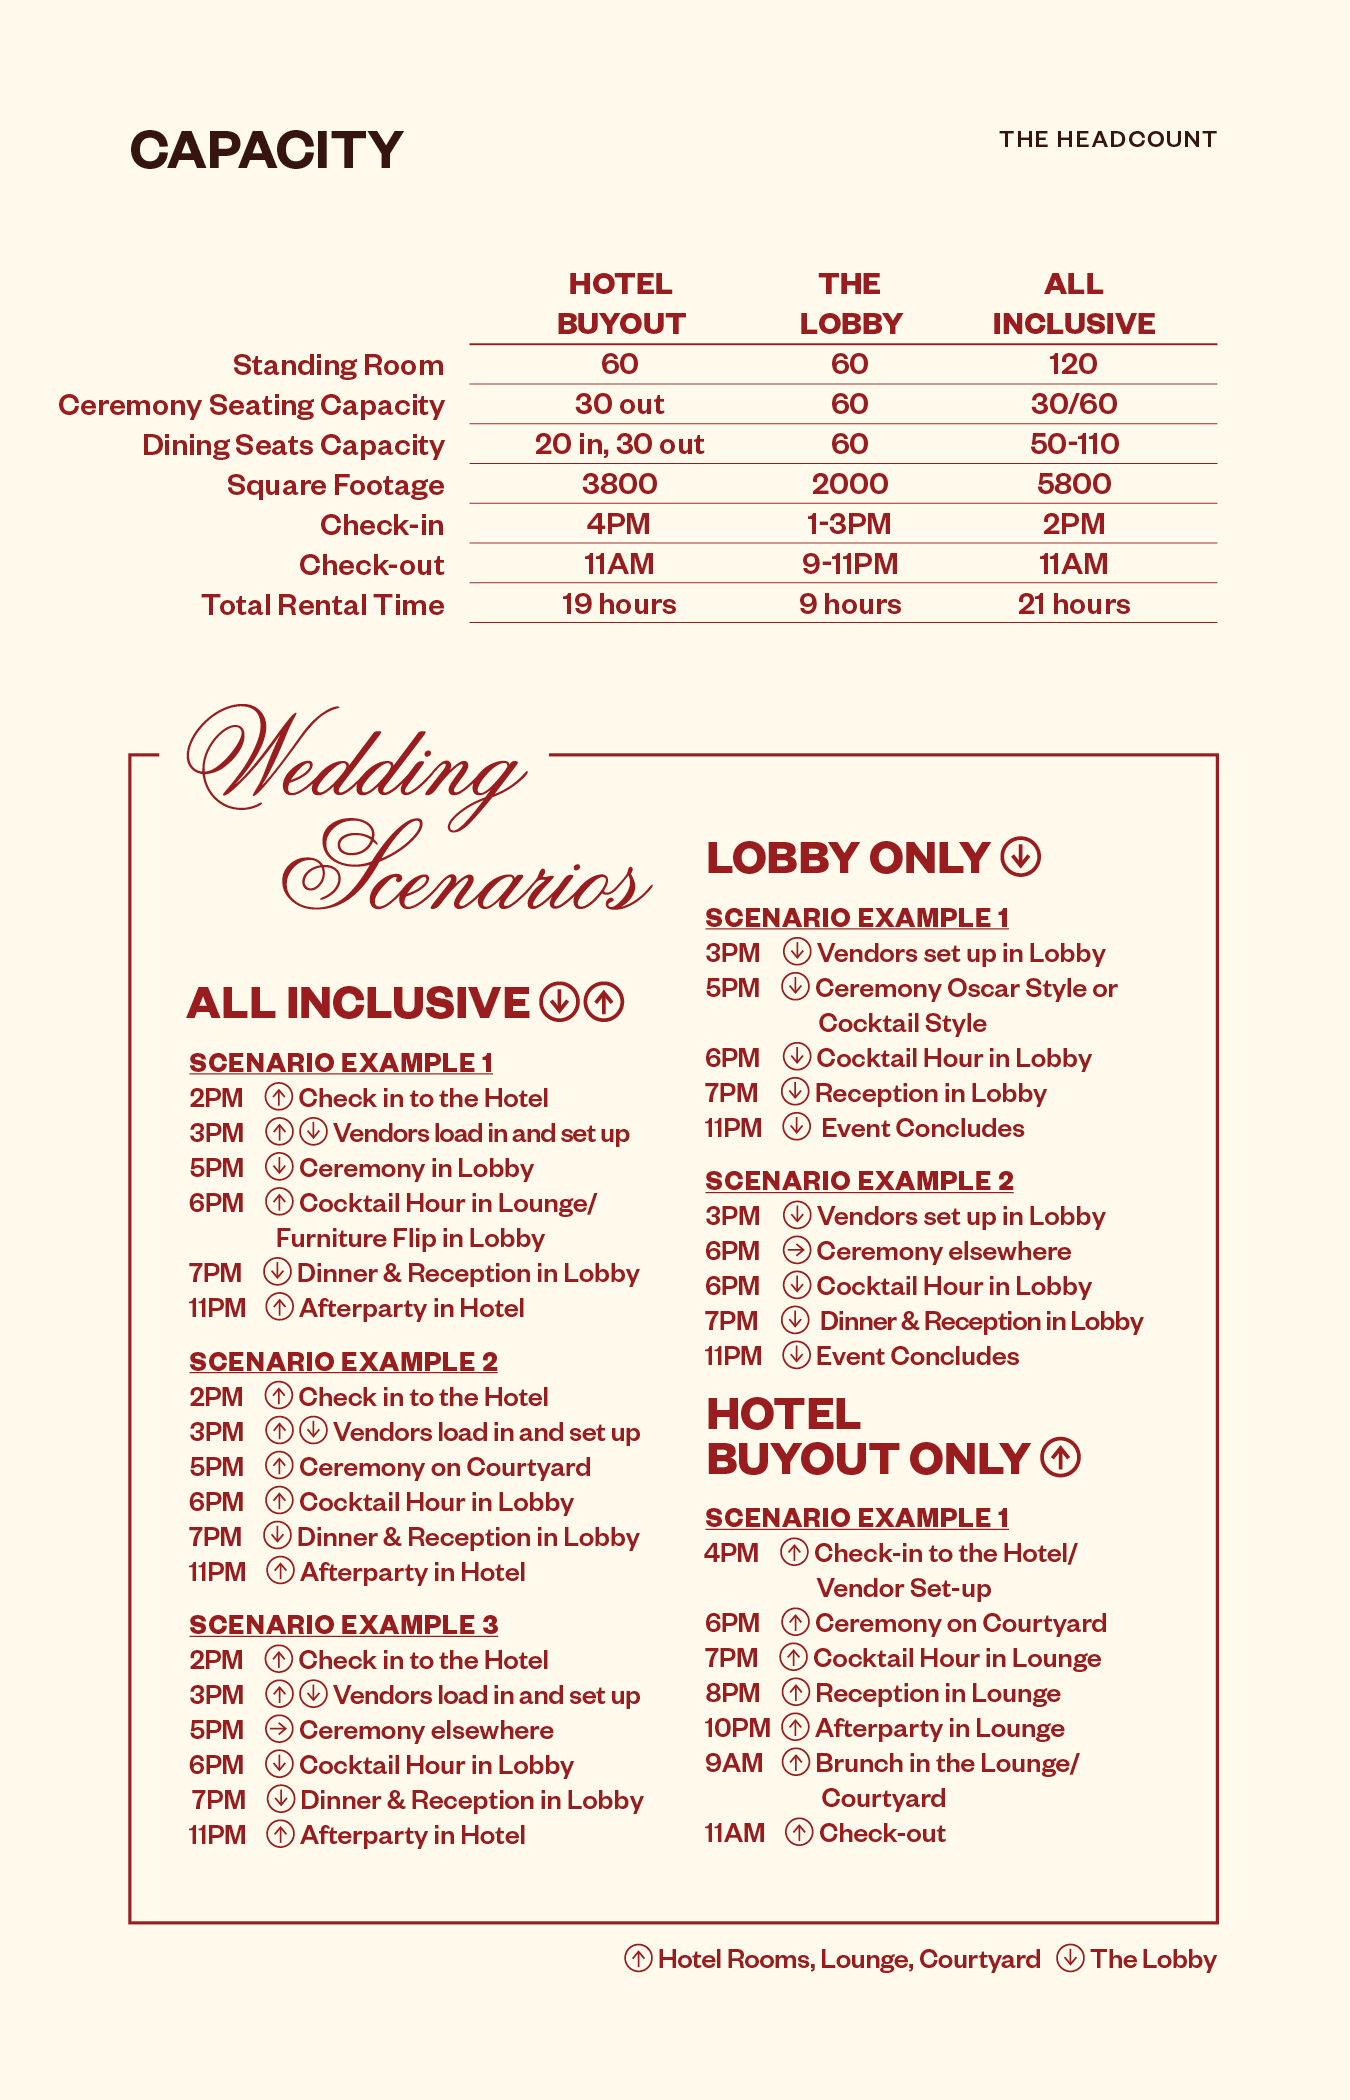 CAPACITY
THE HEADCOUNT
HOTEL BUYOUT THE LOBBY ALL INCLUSIVE
Standing Room 60 60 120
Ceremony Seating Capacity 30 out 60 30/60
Dining Seats Capacity 20 in, 30 out 60 50-110
Square Footage 3800 2000 5800
Check-in 4PM 1-3PM 2PM
Check-out 11AM 9-11PM 11AM
Total Rental Time 19 hours 9 hours 21 hours
Wedding
Scenarios
ALL INCLUSIVE ↓ ↑
SCENARIO EXAMPLE 1
2PM ↑ Check in to the Hotel
3PM ↑ ↓ Vendors load in and set up
5PM ↓ Ceremony in Lobby
6PM ↑ Cocktail Hour in Lounge/
Furniture Flip in Lobby
7PM ↓ Dinner & Reception in Lobby
11PM ↑ Afterparty in Hotel
SCENARIO EXAMPLE 2
2PM ↑ Check in to the Hotel
3PM ↑ ↓ Vendors load in and set up
5PM ↑ Ceremony on Courtyard
6PM ↑ Cocktail Hour in Lobby
7PM ↓ Dinner & Reception in Lobby
11PM ↑ Afterparty in Hotel
SCENARIO EXAMPLE 3
2PM ↑ Check in to the Hotel
3PM ↑ ↓ Vendors load in and set up
5PM → Ceremony elsewhere
6PM ↓ Cocktail Hour in Lobby
7PM ↓ Dinner & Reception in Lobby
11PM ↑ Afterparty in Hotel
LOBBY ONLY ↓
SCENARIO EXAMPLE 1
3PM ↓ Vendors set up in Lobby
5PM ↓ Ceremony Oscar Style or
Cocktail Style
6PM ↓ Cocktail Hour in Lobby
7PM ↓ Reception in Lobby
11PM ↓ Event Concludes
SCENARIO EXAMPLE 2
3PM ↓ Vendors set up in Lobby
6PM → Ceremony elsewhere
6PM ↓ Cocktail Hour in Lobby
7PM ↓ Dinner & Reception in Lobby
11PM ↓ Event Concludes
HOTEL
BUYOUT ONLY ↑
SCENARIO EXAMPLE 1
4PM ↑ Check-in to the Hotel/
Vendor Set-up
6PM ↑ Ceremony on Courtyard
7PM ↑ Cocktail Hour in Lounge
8PM ↑ Reception in Lounge
10PM ↑ Afterparty in Lounge
9AM ↑ Brunch in the Lounge/
Courtyard
11AM ↑ Check-out
↑ Hotel Rooms, Lounge, Courtyard ↓ The Lobby